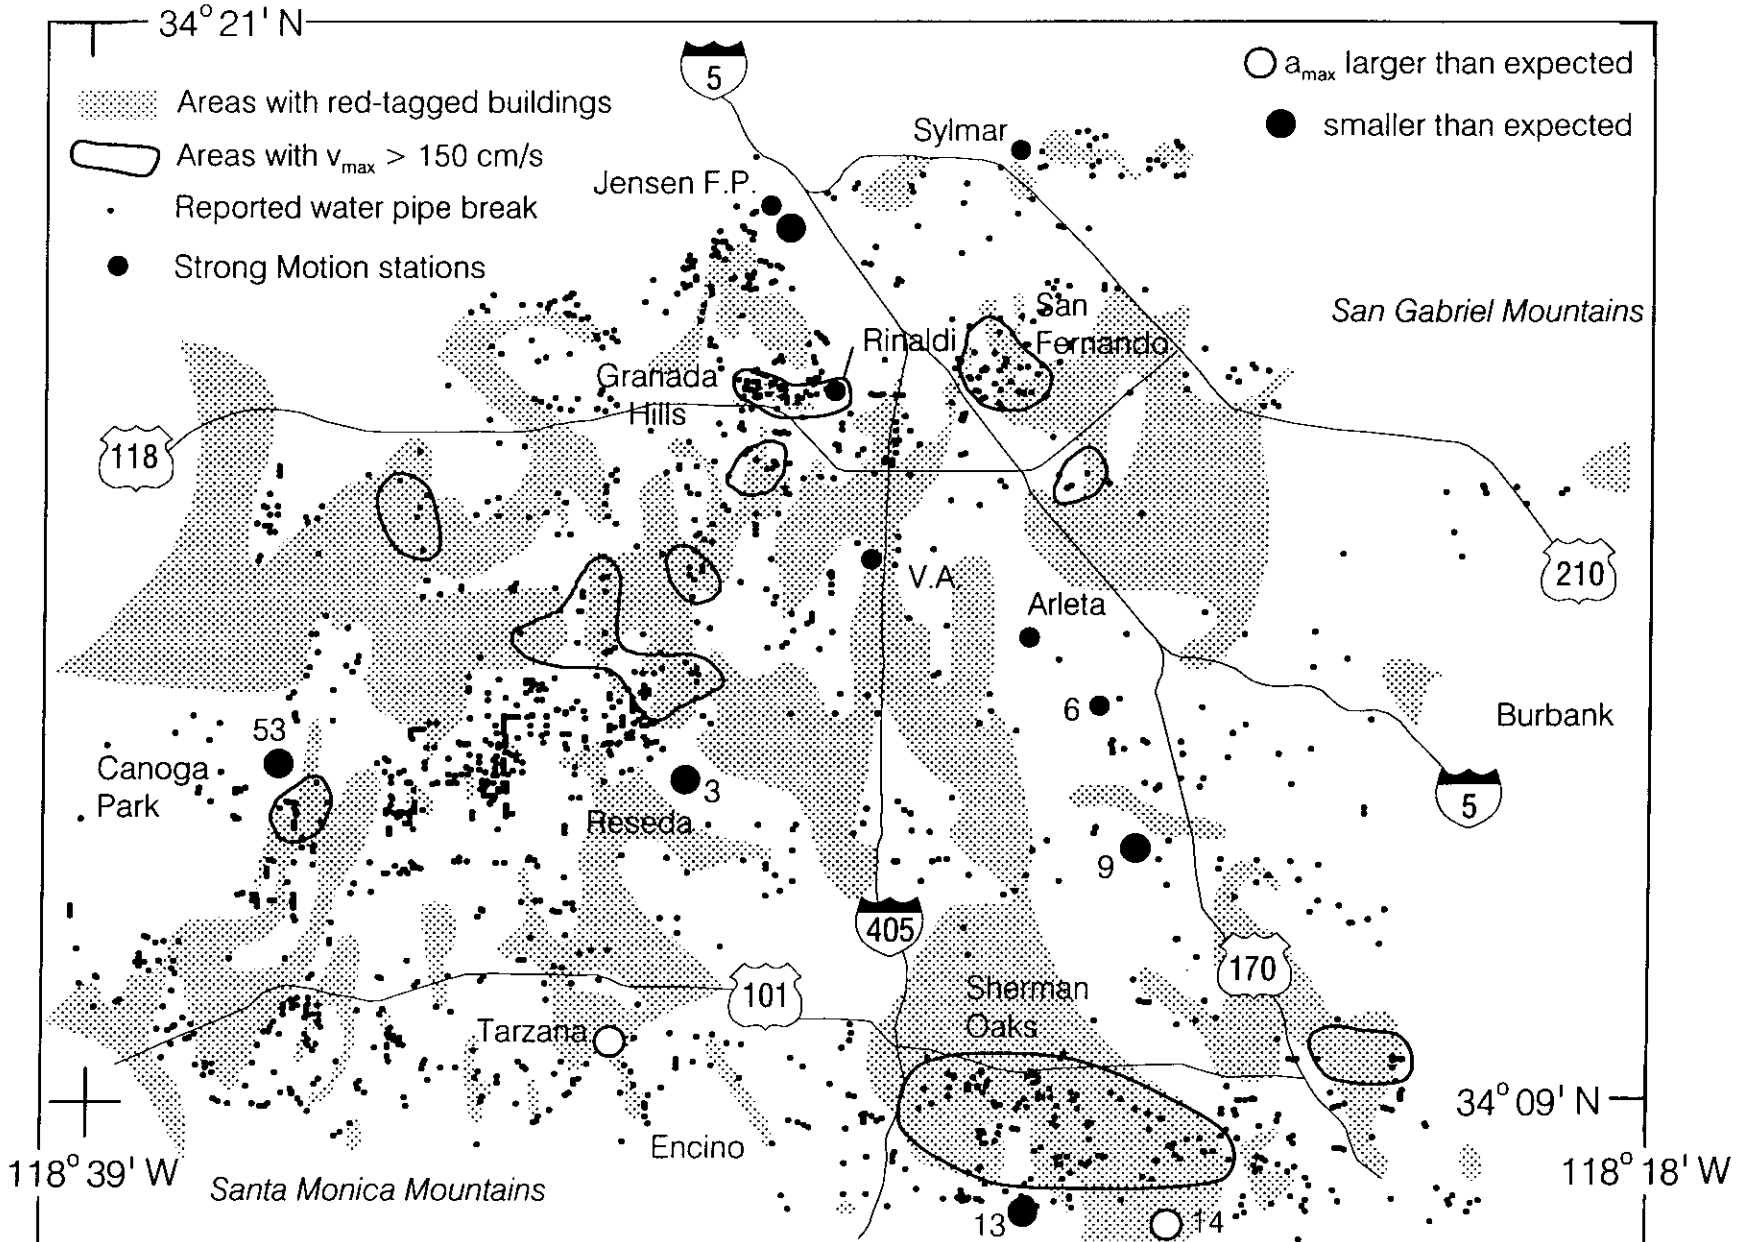 34° 21' N
5
a_max larger than expected
smaller than expected
Areas with red-tagged buildings
Areas with v_max > 150 cm/s
Reported water pipe break
Strong Motion stations
Sylmar
Jensen F.P.
San
Fernando
San Gabriel Mountains
Rinaldi
Granada
Hills
118
210
V.A.
Arleta
6
53
Canoga
Park
3
Reseda
Burbank
5
9
405
170
101
Sherman
Oaks
Tarzana
34° 09' N
Encino
118° 39' W
118° 18' W
Santa Monica Mountains
13
14